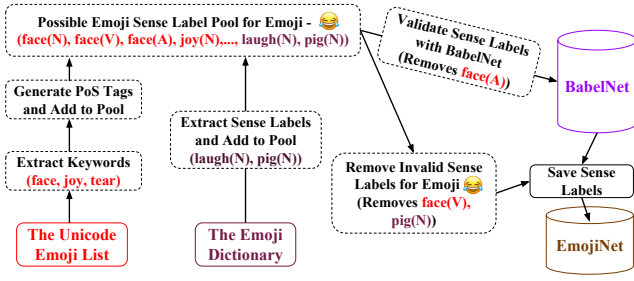 Possible Emoji Sense Label Pool for Emoji - 😂
(face(N), face(V), face(A), joy(N),..., laugh(N), pig(N))
Validate Sense Labels
with BabelNet
(Removes face(A))
BabelNet
Generate PoS Tags
and Add to Pool
Extract Sense Labels
and Add to Pool
(laugh(N), pig(N))
Extract Keywords
(face, joy, tear)
Remove Invalid Sense
Labels for Emoji 😂
(Removes face(V),
pig(N))
Save Sense
Labels
The Unicode
Emoji List
The Emoji
Dictionary
EmojiNet